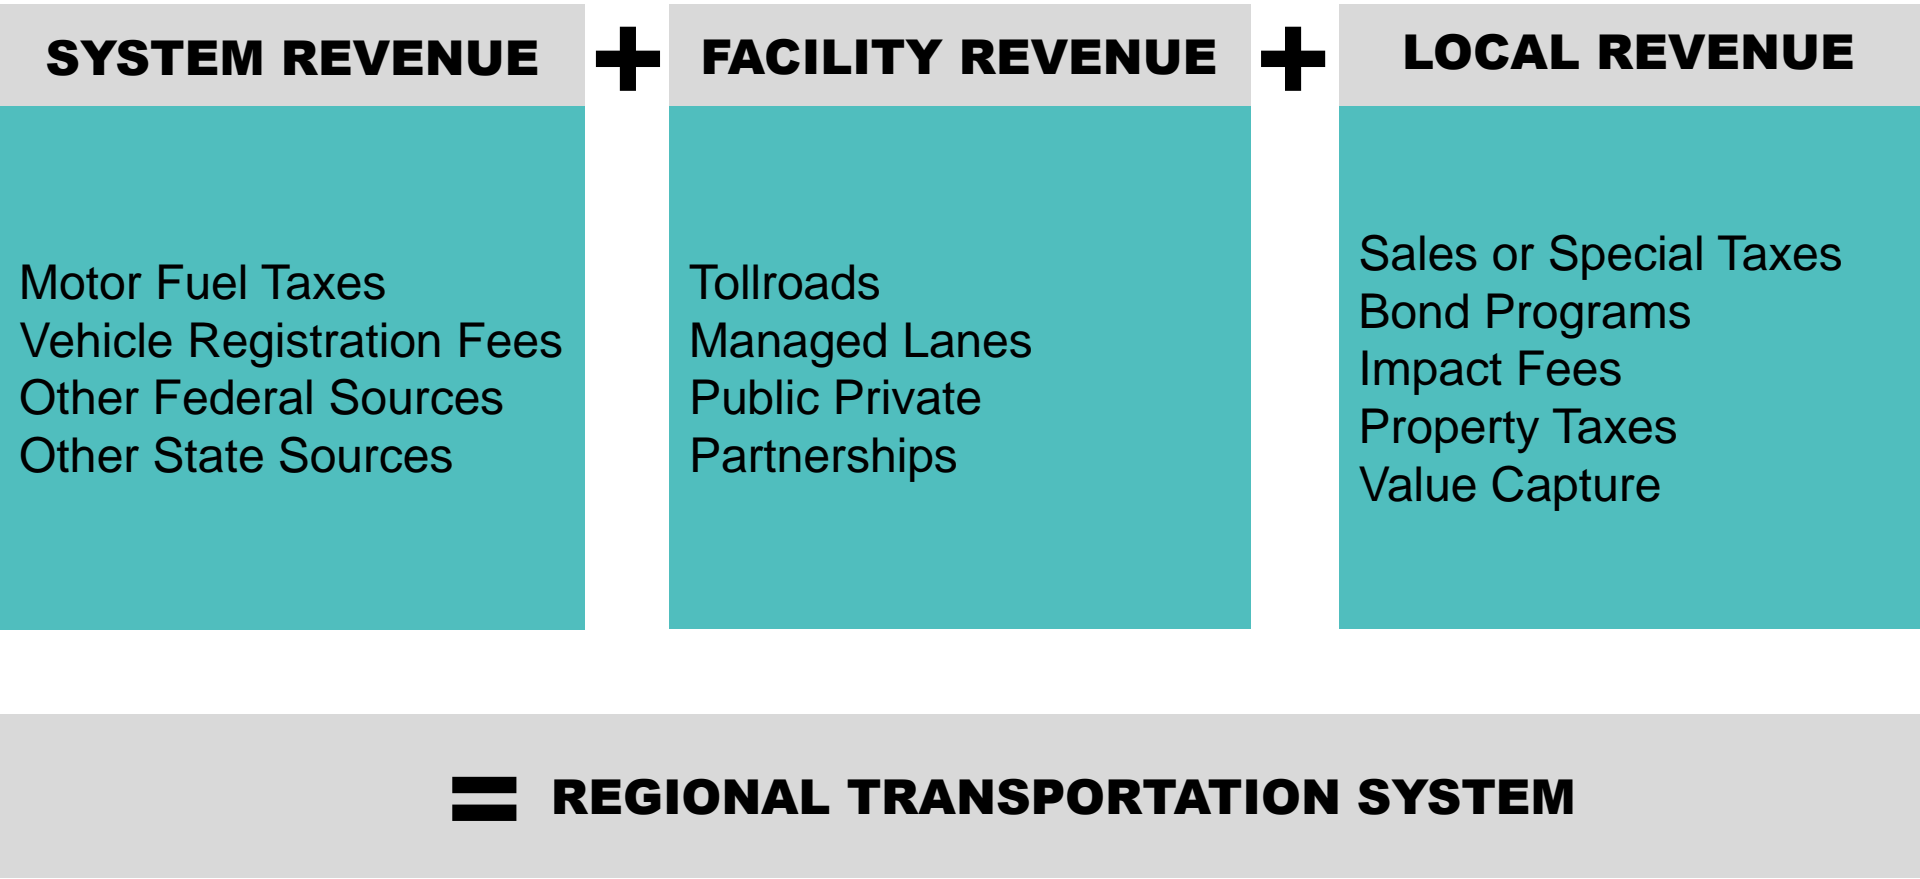 SYSTEM REVENUE
+
FACILITY REVENUE
+
LOCAL REVENUE
Motor Fuel Taxes
Vehicle Registration Fees
Other Federal Sources
Other State Sources
Tollroads
Managed Lanes
Public Private
Partnerships
Sales or Special Taxes
Bond Programs
Impact Fees
Property Taxes
Value Capture
= REGIONAL TRANSPORTATION SYSTEM